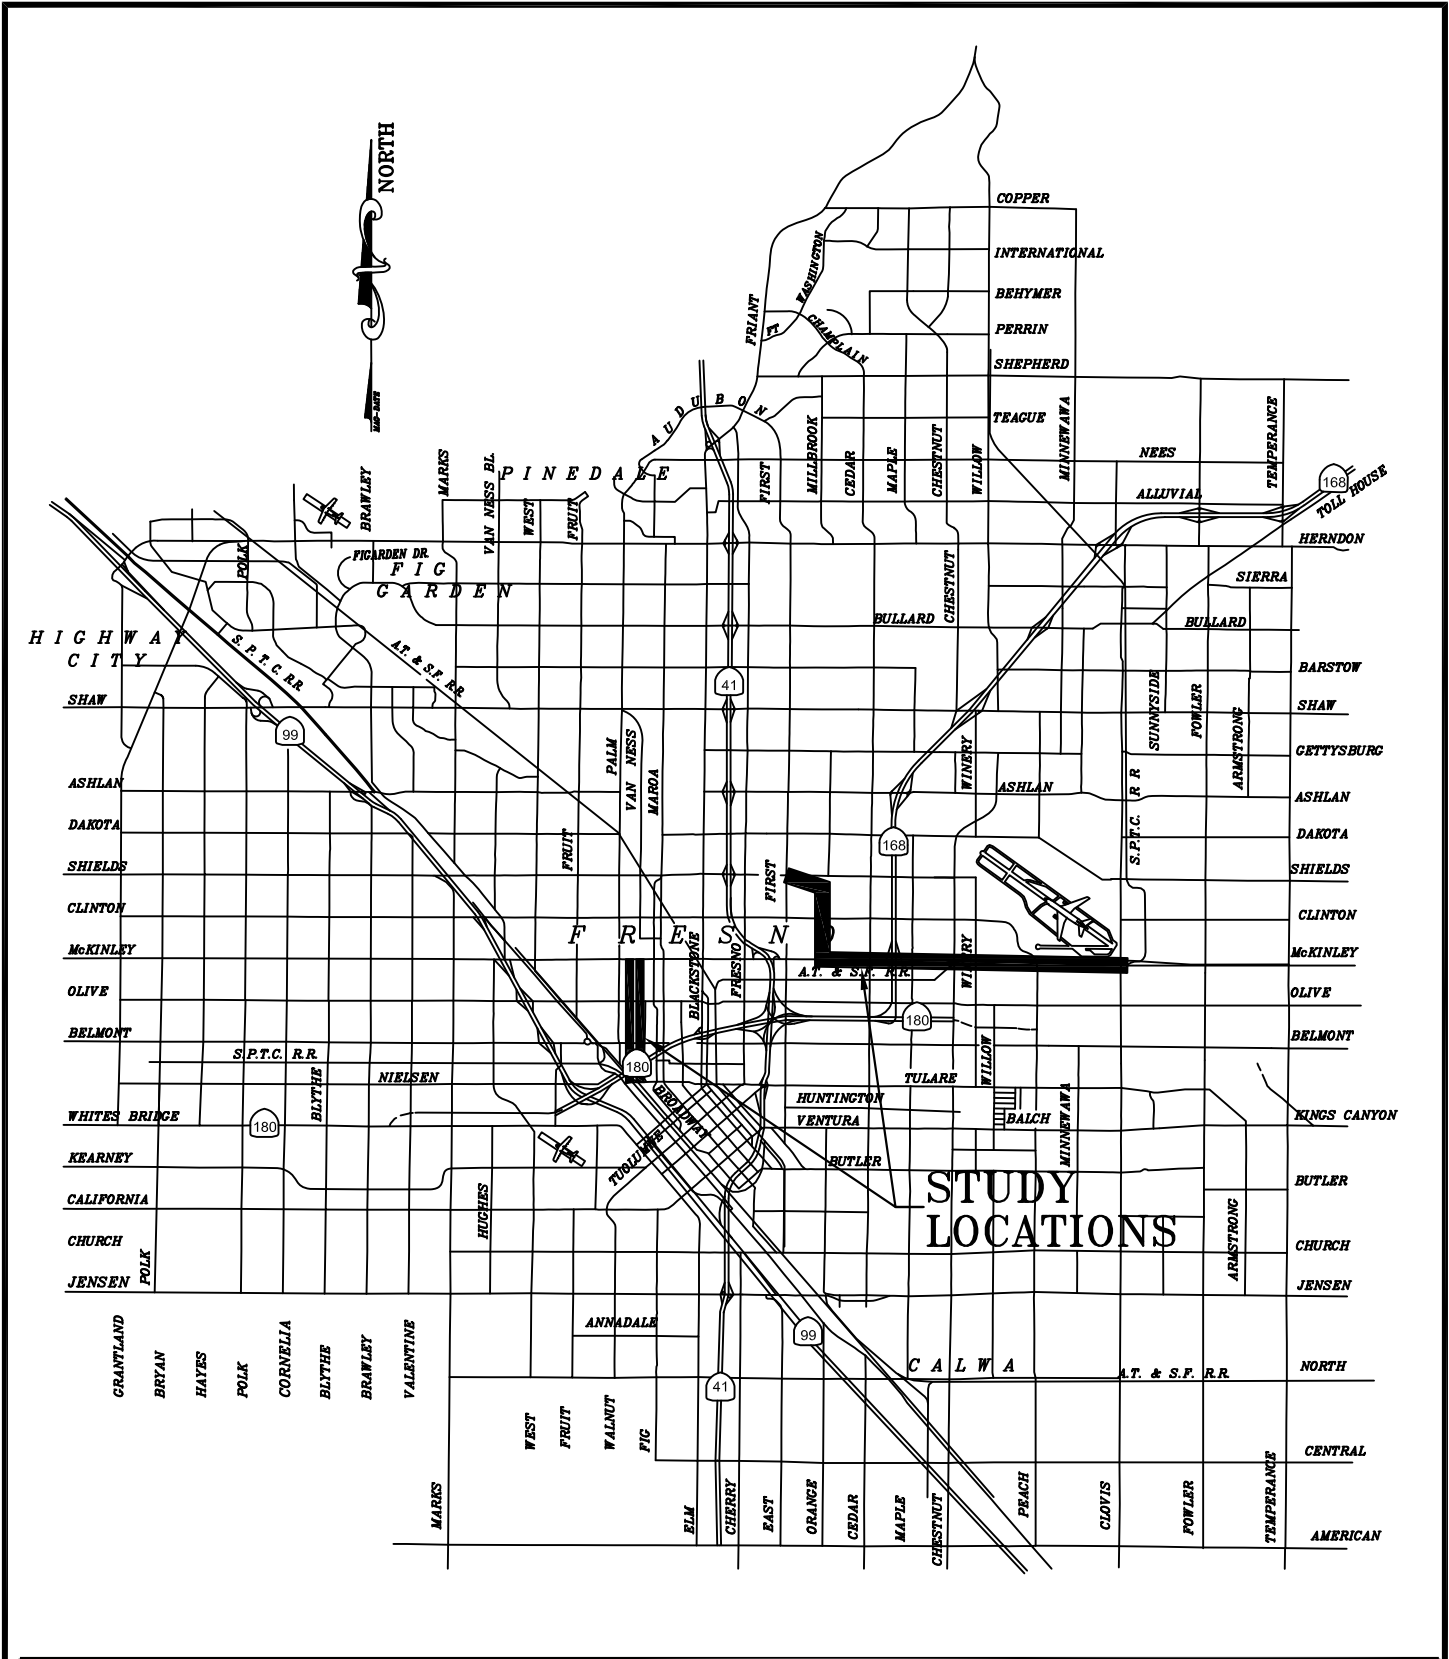 NORTH
COPPER
INTERNATIONAL
BEHYMER
PERRIN
SHEPHERD
TEAGUE
NEES
ALLUVIAL
TOLL HOUSE
168
HERNDON
SIERRA
BULLARD
BULLARD
BARSTOW
SHAW
GETTYSBURG
ASHLAN
ASHLAN
DAKOTA
SHIELDS
CLINTON
McKINLEY
OLIVE
BELMONT
KINGS CANYON
BUTLER
CHURCH
JENSEN
NORTH
A.T. & S.F. R.R.
CENTRAL
AMERICAN
WASHINGTON
FRIANT
FT
CHAMPLAIN
AUDUBON
PINEDALE
MARKS
BRAWLEY
VAN NESS BL.
WEST
FRUIT
FIRST
MILLBROOK
CEDAR
MAPLE
CHESTNUT
WILLOW
MINNEWAWA
TEMPERANCE
CHESTNUT
POLK
FIGARDEN DR.
FIG
GARDEN
HIGHWAY
CITY
S. P. T. C. R.R.
A.T. & S.F. R.R.
41
99
SHAW
ASHLAN
DAKOTA
SHIELDS
CLINTON
McKINLEY
OLIVE
BELMONT
S.P.T.C. R.R.
NIELSEN
BLYTHE
WHITES BRIDGE
180
KEARNEY
CALIFORNIA
CHURCH
JENSEN
POLK
PALM
VAN NESS
MAROA
FRUIT
FIRST
168
WINERY
SUNNYSIDE
FOWLER
ARMSTRONG
S.P.T.C. R R
FRESNO
BLACKSTONE
FRESNO
A.T. & S.F. R.R.
WINERY
180
180
BROADWAY
TUOLUMNE
TULARE
HUNTINGTON
VENTURA
BUTLER
WILLOW
BALCH
MINNEWAWA
STUDY
LOCATIONS
ARMSTRONG
HUGHES
ANNADALE
99
CALWA
41
GRANTLAND
BRYAN
HAYES
POLK
CORNELIA
BLYTHE
BRAWLEY
VALENTINE
WEST
FRUIT
WALNUT
FIG
MARKS
ELM
CHERRY
EAST
ORANGE
CEDAR
MAPLE
CHESTNUT
PEACH
CLOVIS
FOWLER
TEMPERANCE